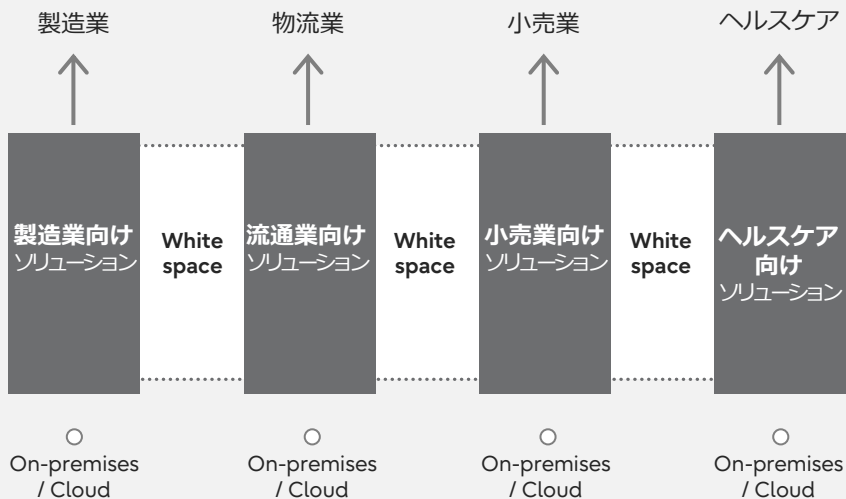 製造業
物流業
小売業
ヘルスケア
製造業向け
ソリューション
White
space
流通業向け
ソリューション
White
space
小売業向け
ソリューション
White
space
ヘルスケア
向け
ソリューション
On-premises
/ Cloud
On-premises
/ Cloud
On-premises
/ Cloud
On-premises
/ Cloud